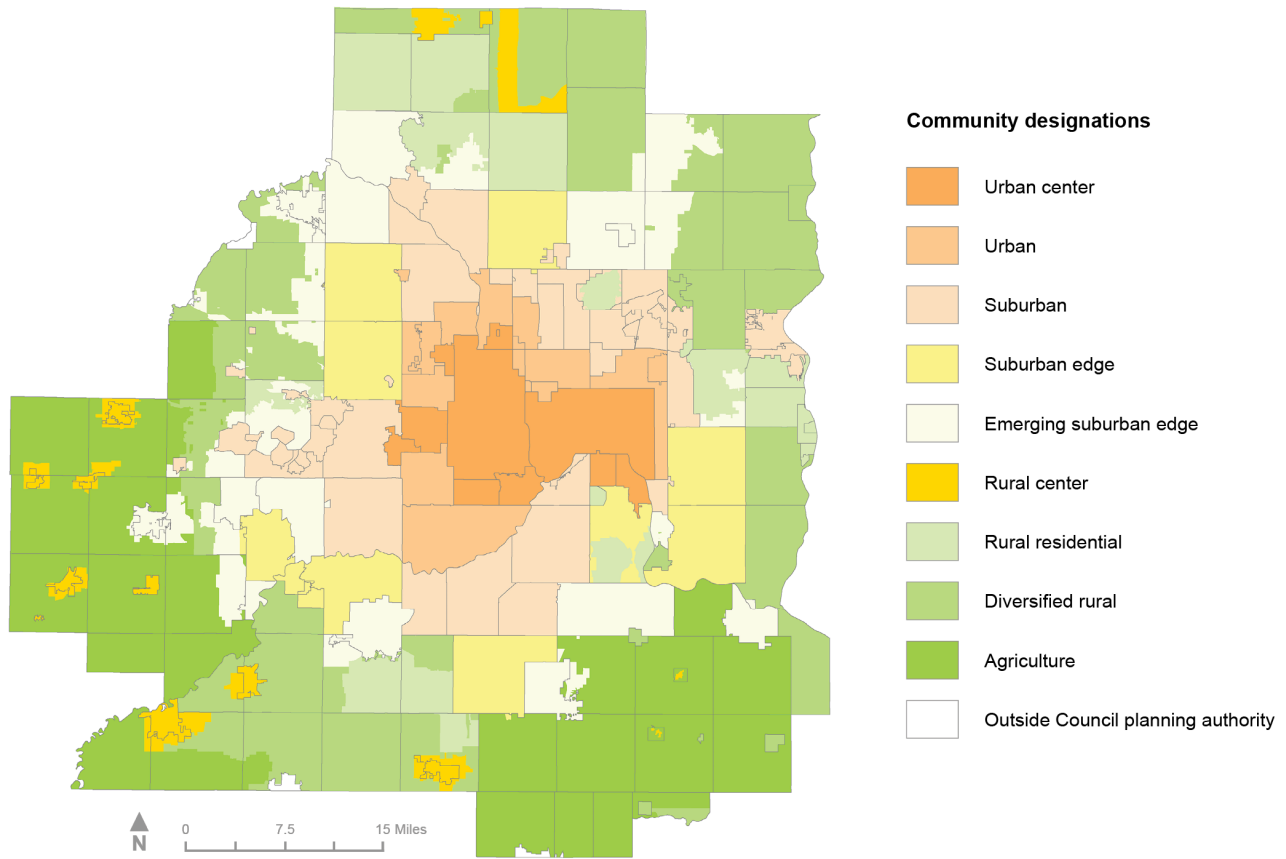 Community designations
Urban center
Urban
Suburban
Suburban edge
Emerging suburban edge
Rural center
Rural residential
Diversified rural
Agriculture
Outside Council planning authority
N
0 7.5 15 Miles